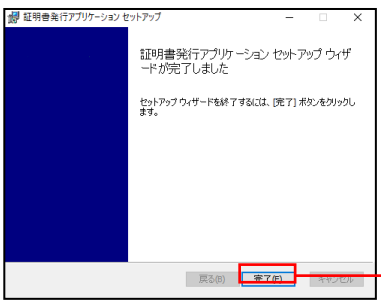 証明書発行アプリケーション セットアップ
証明書発行アプリケーション セットアップ ウィザ
ードが完了しました
セットアップ ウィザードを終了するには、[完了] ボタンをクリックし
ます。
戻る(B) 完了(F) キャンセル